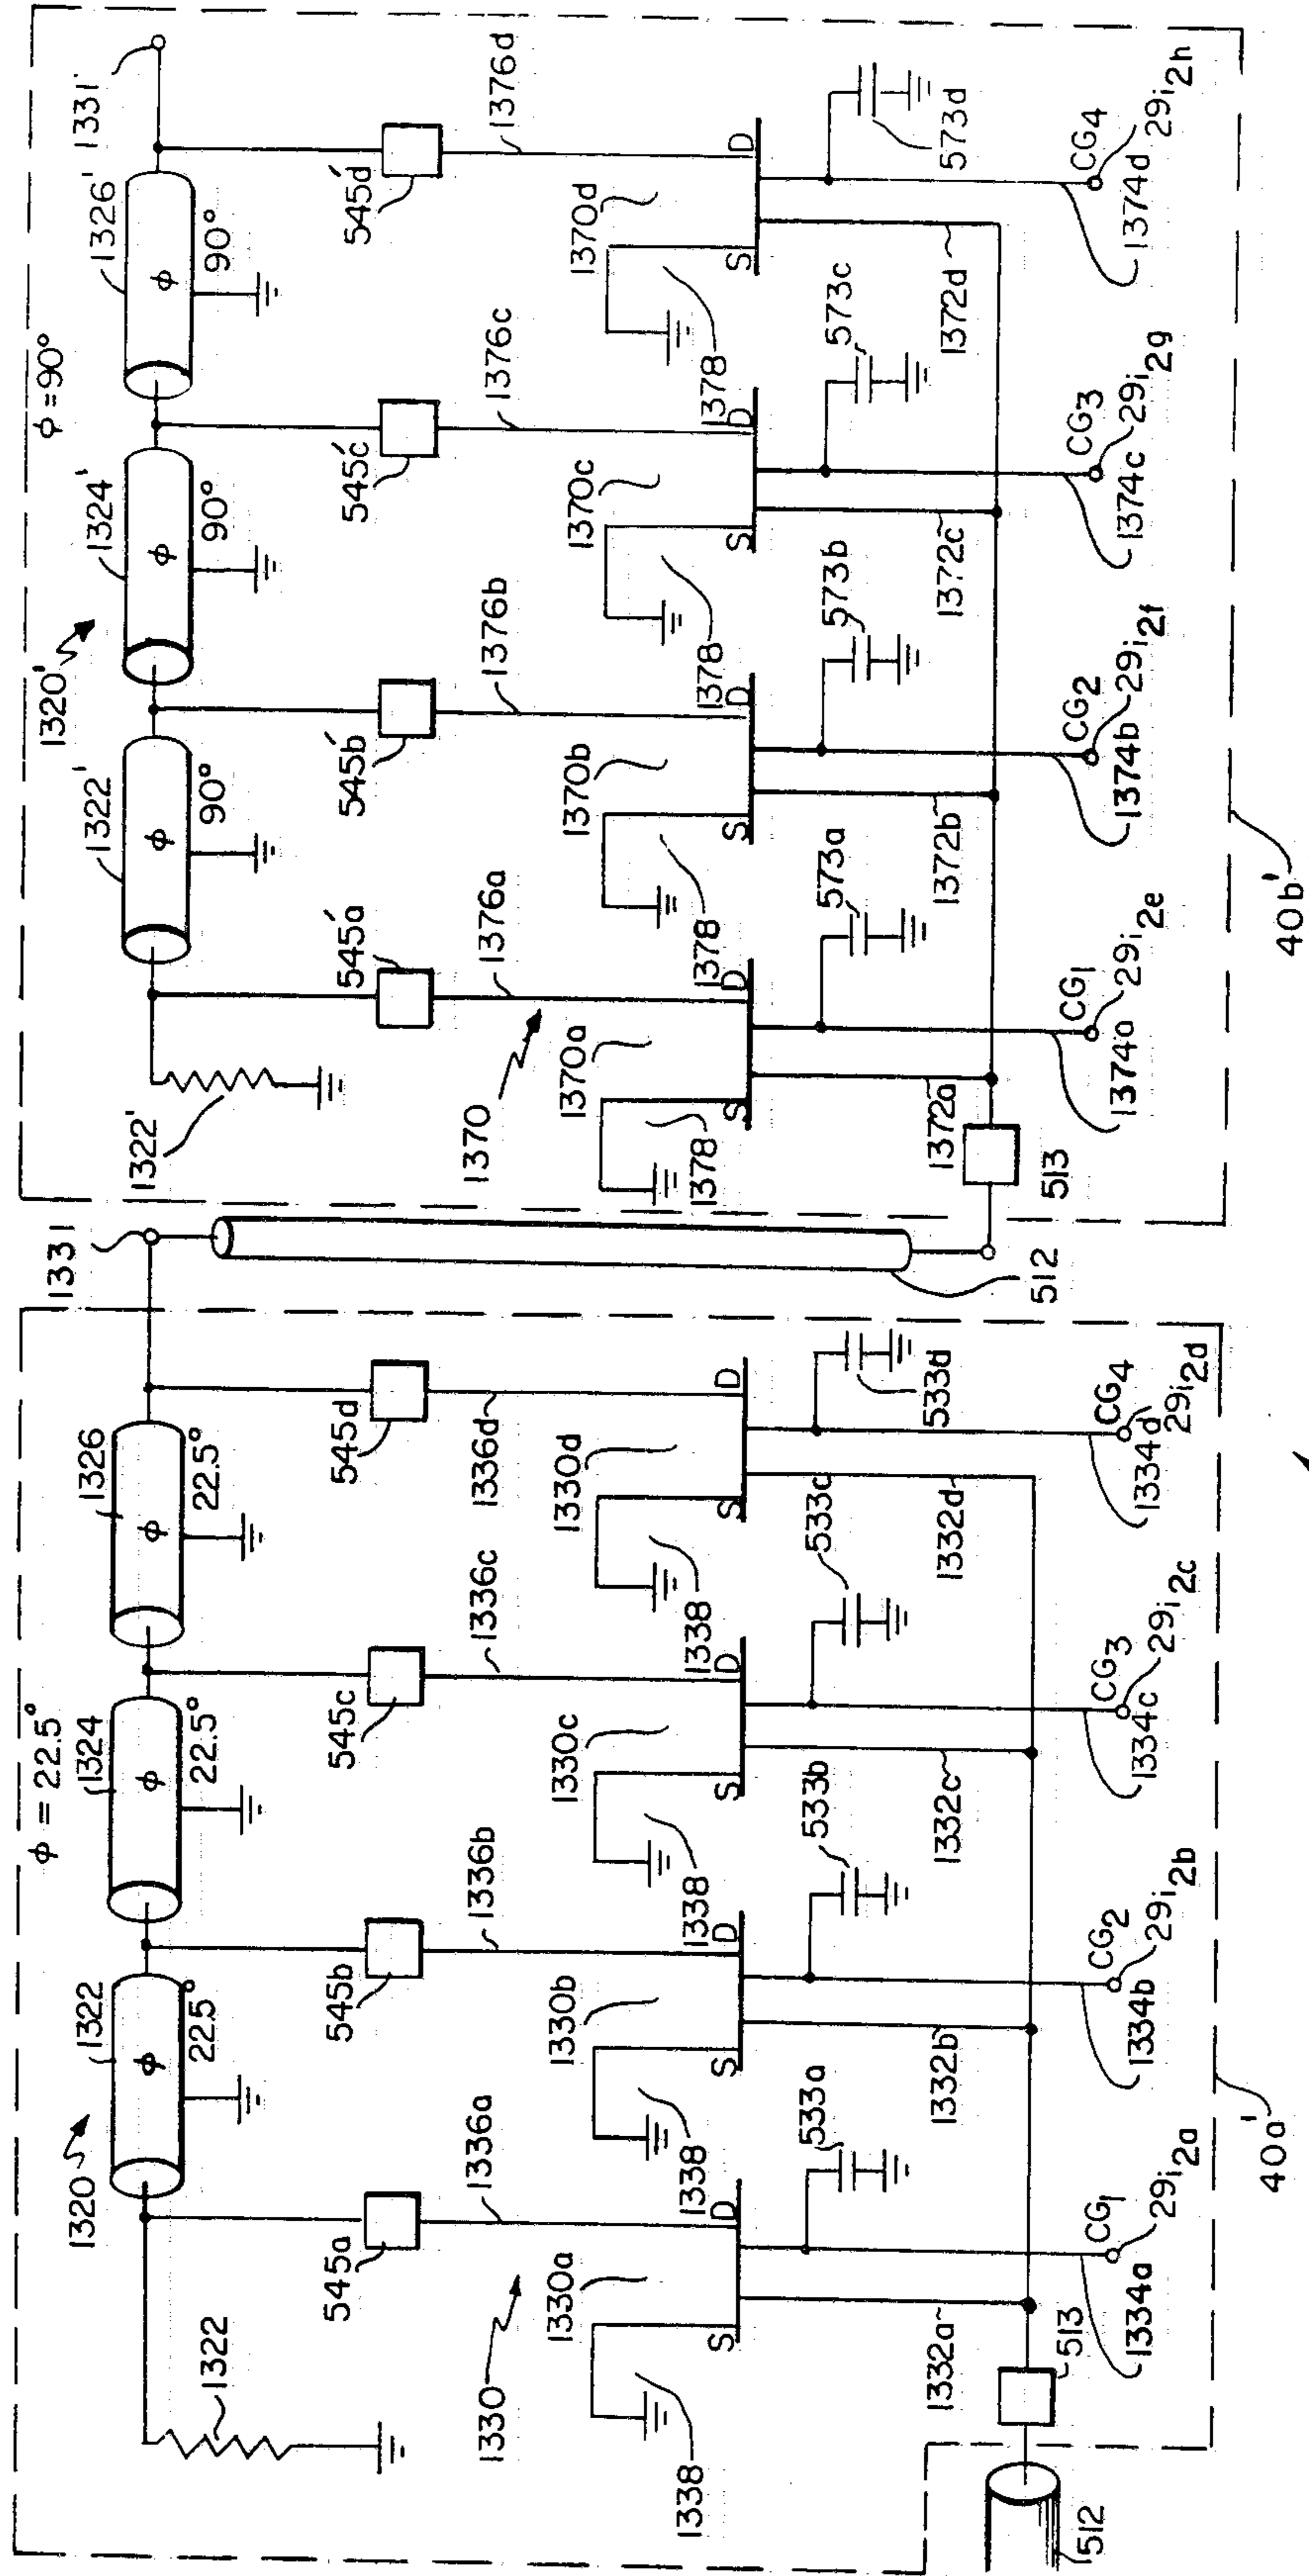 φ = 22.5°
1320
1322
φ
22.5°
1324
φ
22.5°
1326
φ
22.5°
1331
1322
545a
545b
545c
545d
1330
1336a
1336b
1336c
1336d
1330a
1330b
1330c
1330d
1338
S
D
1338
S
D
1338
S
D
1338
S
D
533a
533b
533c
533d
1332a
1332b
1332c
1332d
512
513
CG1
1334a
29i2a
CG2
1334b
29i2b
CG3
1334c
29i2c
CG4
1334d
29i2d
40a'
512
φ = 90°
1320'
1322'
φ
90°
1324'
φ
90°
1326'
φ
90°
1331'
1322'
545a'
545b'
545c'
545d'
1370
1376a
1376b
1376c
1376d
1370a
1370b
1370c
1370d
1378
S
D
1378
S
D
1378
S
D
1378
S
D
573a
573b
573c
573d
1372a
1372b
1372c
1372d
513
CG1
1374a
29i2e
CG2
1374b
29i2f
CG3
1374c
29i2g
CG4
1374d
29i2h
40b'